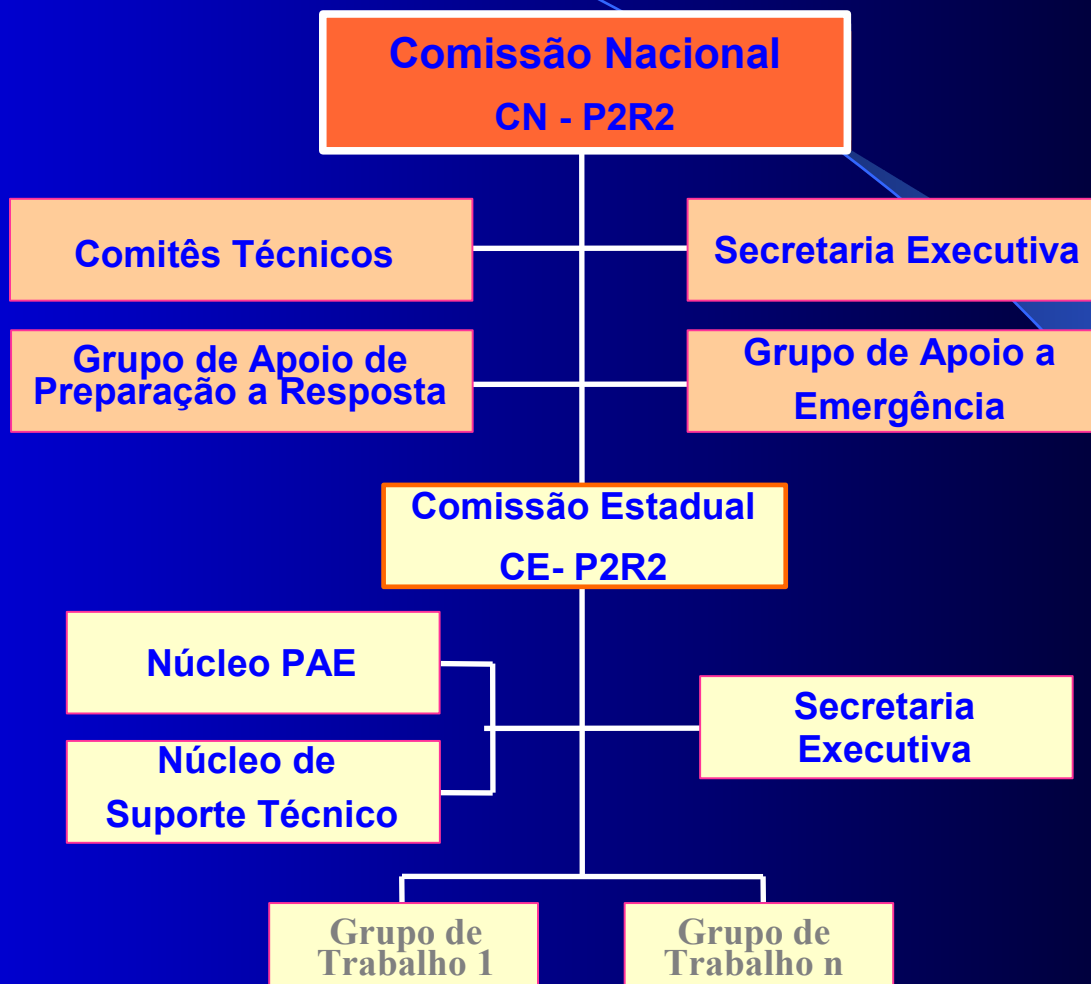 Comissão Nacional
CN - P2R2
Comitês Técnicos
Secretaria Executiva
Grupo de Apoio de
Preparação a Resposta
Grupo de Apoio a
Emergência
Comissão Estadual
CE- P2R2
Núcleo PAE
Núcleo de
Suporte Técnico
Secretaria
Executiva
Grupo de
Trabalho 1
Grupo de
Trabalho n